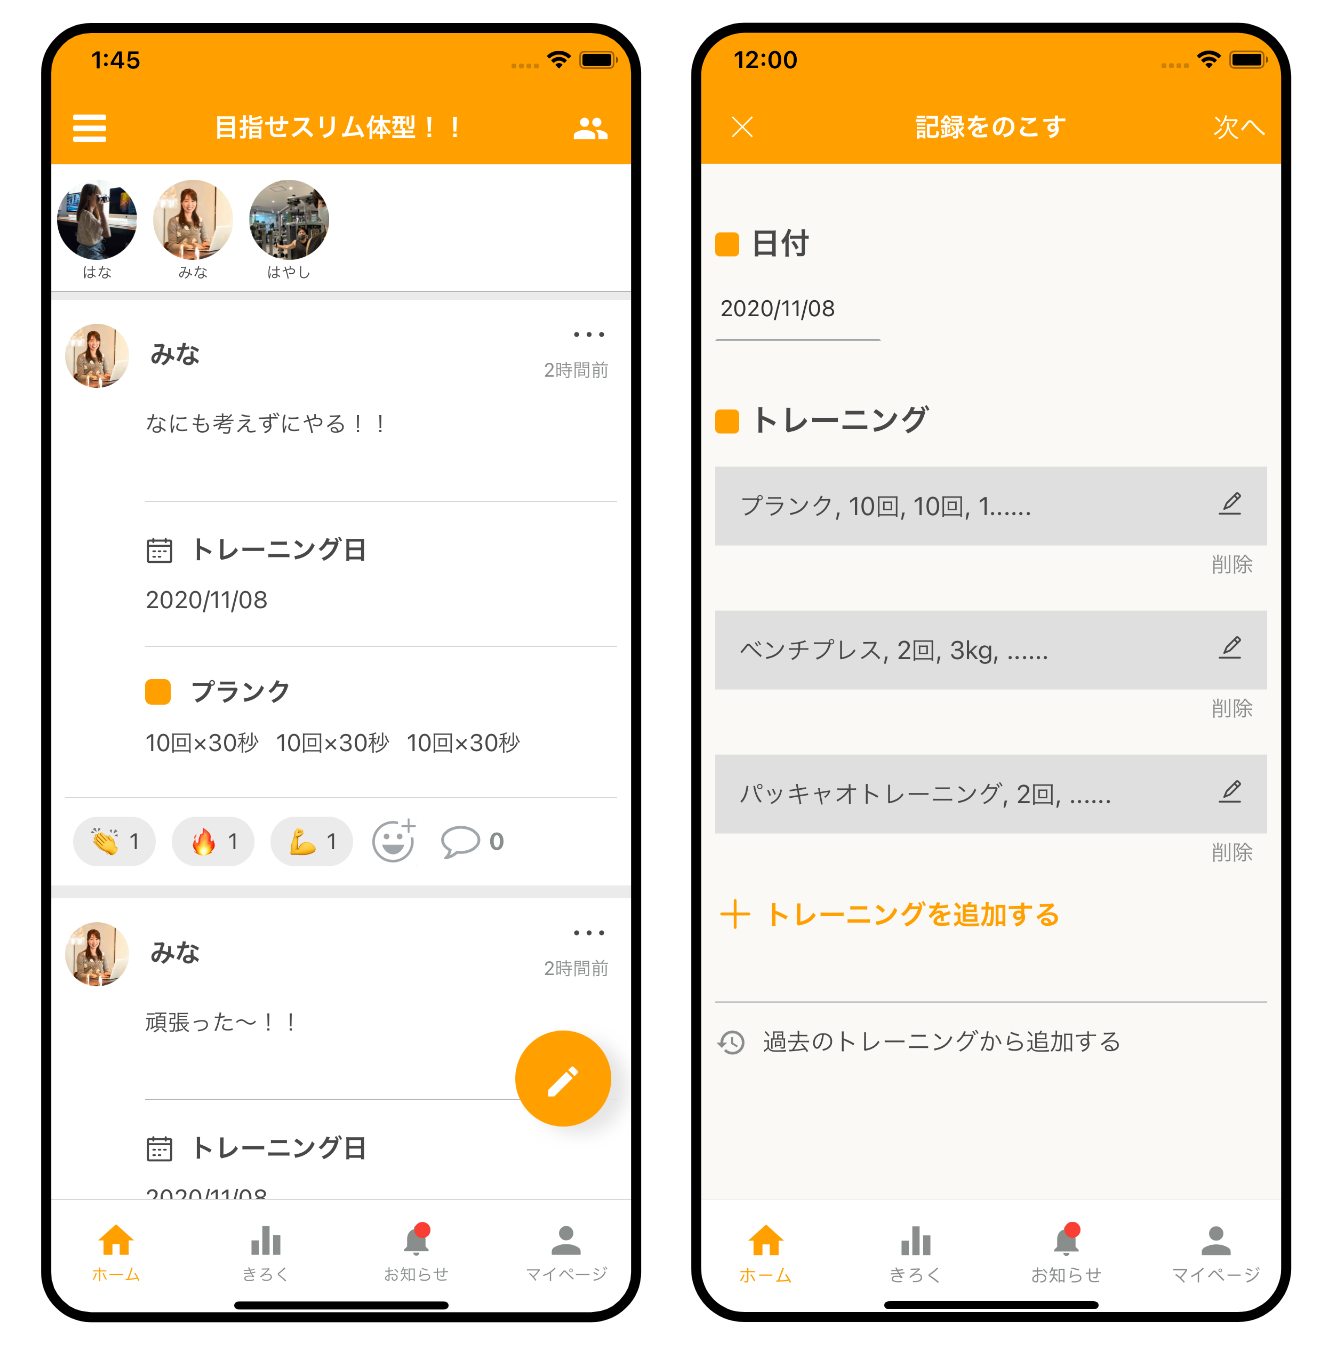 1:45
目指せスリム体型！！
はな
みな
はやし
みな
2時間前
なにも考えずにやる！！
トレーニング日
2020/11/08
プランク
10回×30秒 10回×30秒 10回×30秒
1
1
1
0
みな
2時間前
頑張った〜！！
トレーニング日
2020/11/08
ホーム
きろく
お知らせ
マイページ
12:00
記録をのこす
次へ
日付
2020/11/08
トレーニング
プランク, 10回, 10回, 1......
削除
ベンチプレス, 2回, 3kg, ......
削除
パッキャオトレーニング, 2回, ......
削除
トレーニングを追加する
過去のトレーニングから追加する
ホーム
きろく
お知らせ
マイページ